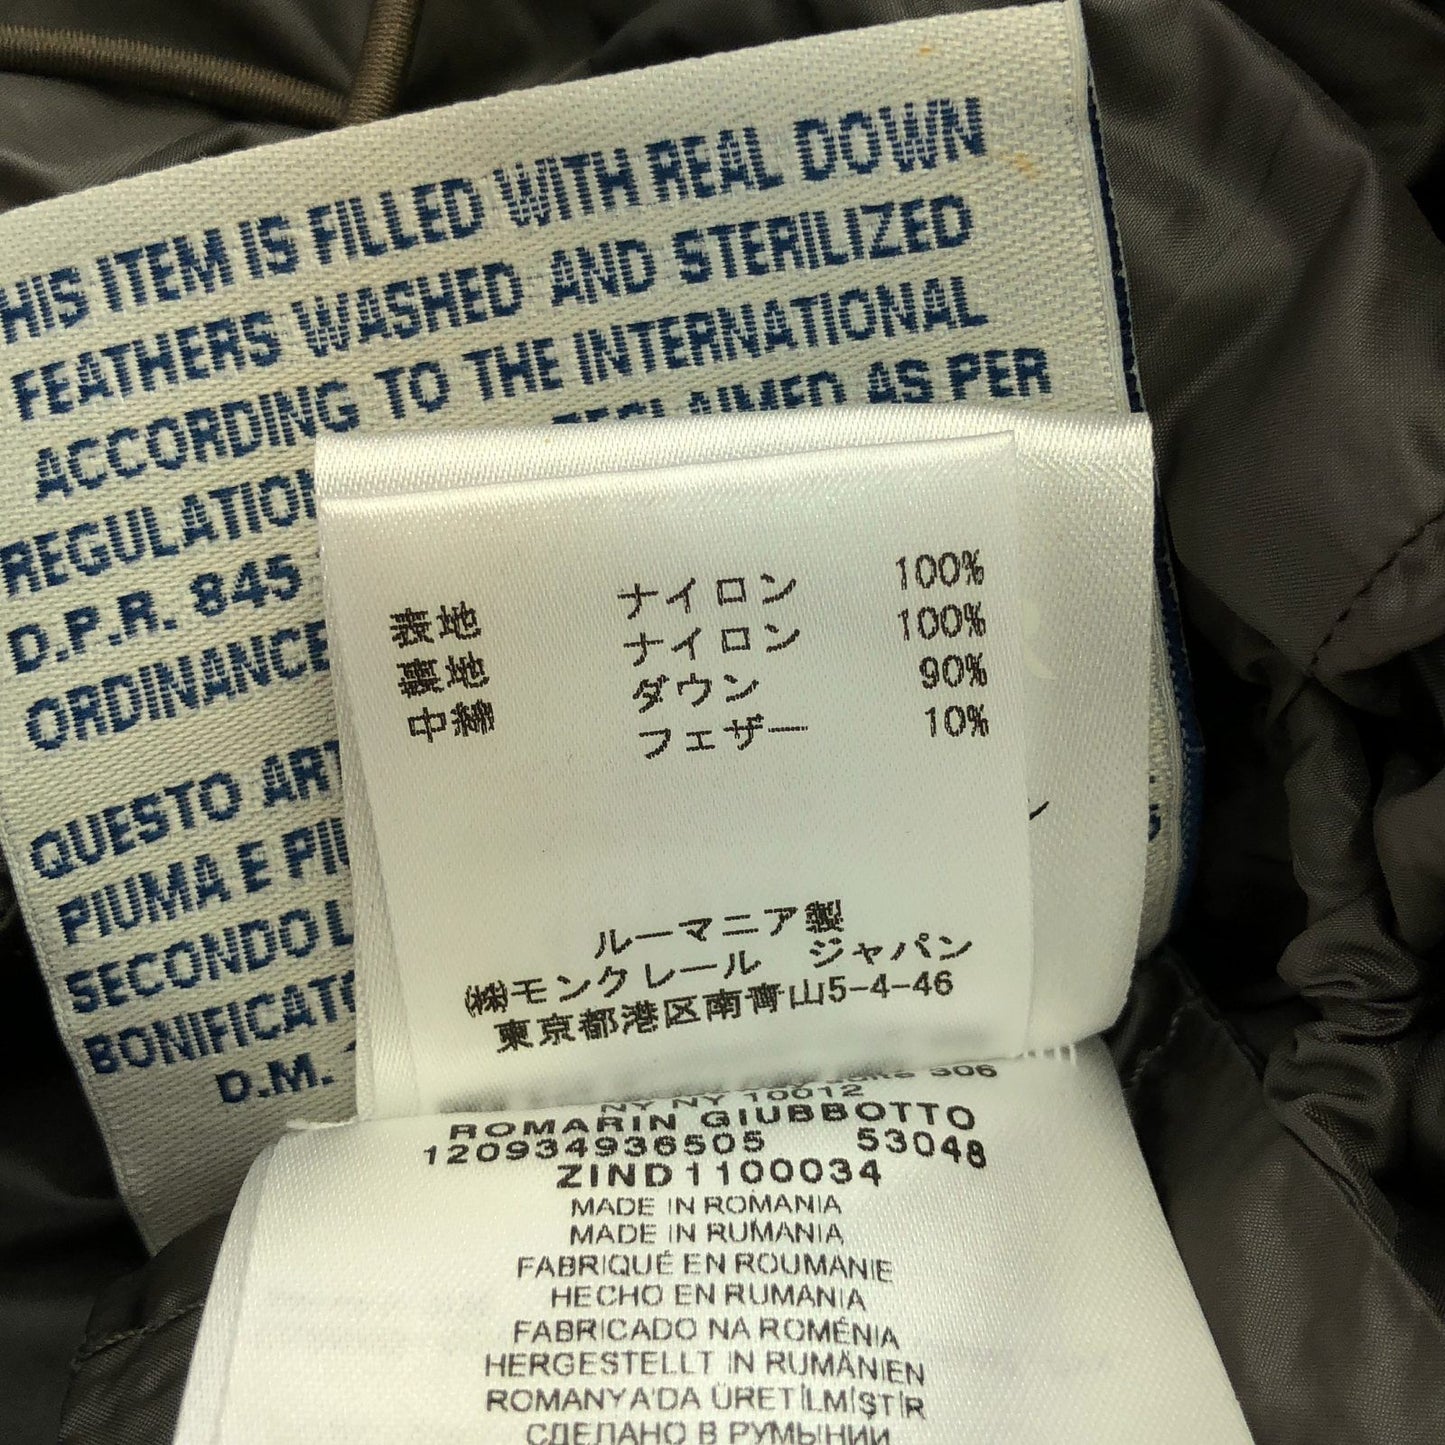 HIS ITEM IS FILLED WITH REAL DOWN
FEATHERS WASHED AND STERILIZED
ACCORDING TO THE INTERNATIONAL
REGULATION AS PER
D.P.R. 845
ORDINANCE
QUESTO ART
PIUMA E PIU
SECONDO L
BONIFICATO
D.M.
表地 ナイロン 100%
裏地 ナイロン 100%
中綿 ダウン 90%
フェザー 10%
ルーマニア製
㈱モンクレール ジャパン
東京都港区南青山5-4-46
306
NY NY 10012
ROMARIN GIUBBOTTO
120934936505 53048
ZIND1100034
MADE IN ROMANIA
MADE IN RUMANIA
FABRIQUÉ EN ROUMANIE
HECHO EN RUMANIA
FABRICADO NA ROMÉNIA
HERGESTELLT IN RUMÄNIEN
ROMANYA'DA ÜRETİLMİŞTİR
СДЕЛАНО В РУМЫНИИ